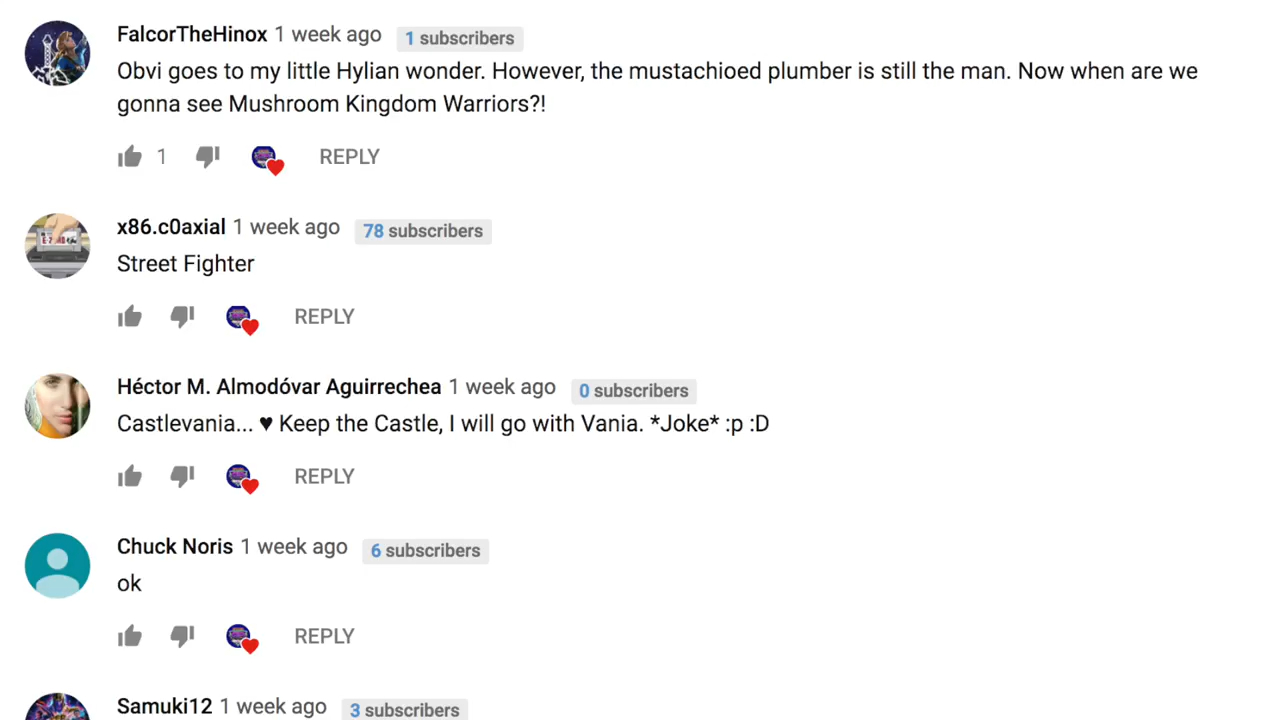 FalcorTheHinox 1 week ago 1 subscribers
Obvi goes to my little Hylian wonder. However, the mustachioed plumber is still the man. Now when are we
gonna see Mushroom Kingdom Warriors?!
1 REPLY
x86.c0axial 1 week ago 78 subscribers
Street Fighter
REPLY
Héctor M. Almodóvar Aguirrechea 1 week ago 0 subscribers
Castlevania... ♥ Keep the Castle, I will go with Vania. *Joke* :p :D
REPLY
Chuck Noris 1 week ago 6 subscribers
ok
REPLY
Samuki12 1 week ago 3 subscribers